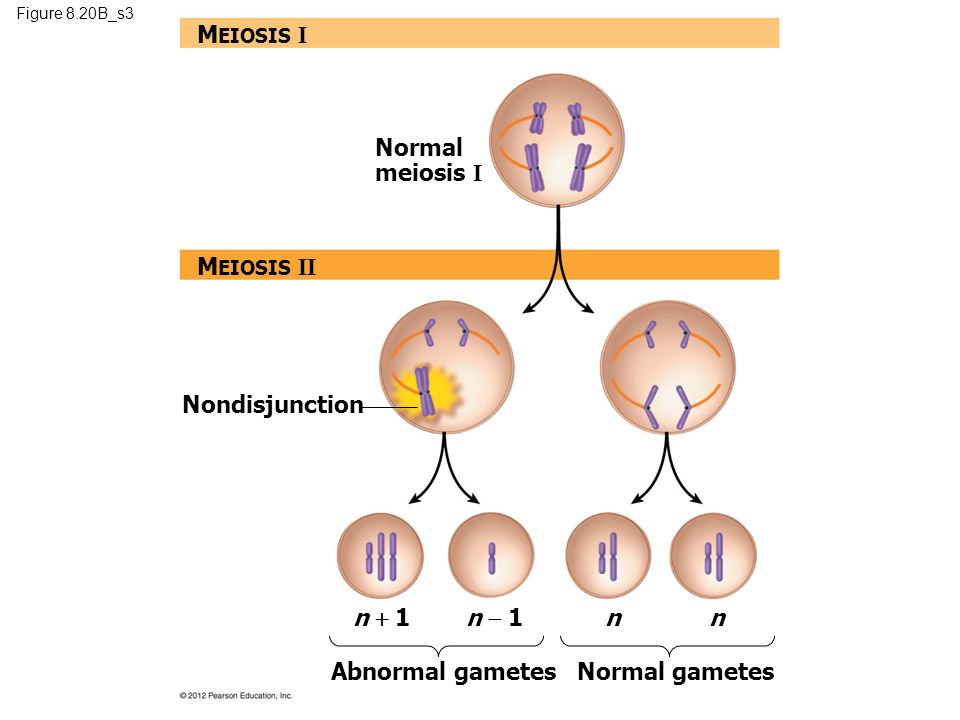 Figure 8.20B_s3
MEIOSIS I
Normal
meiosis I
MEIOSIS II
Nondisjunction
n + 1
n − 1
n
n
Abnormal gametes
Normal gametes
© 2012 Pearson Education, Inc.